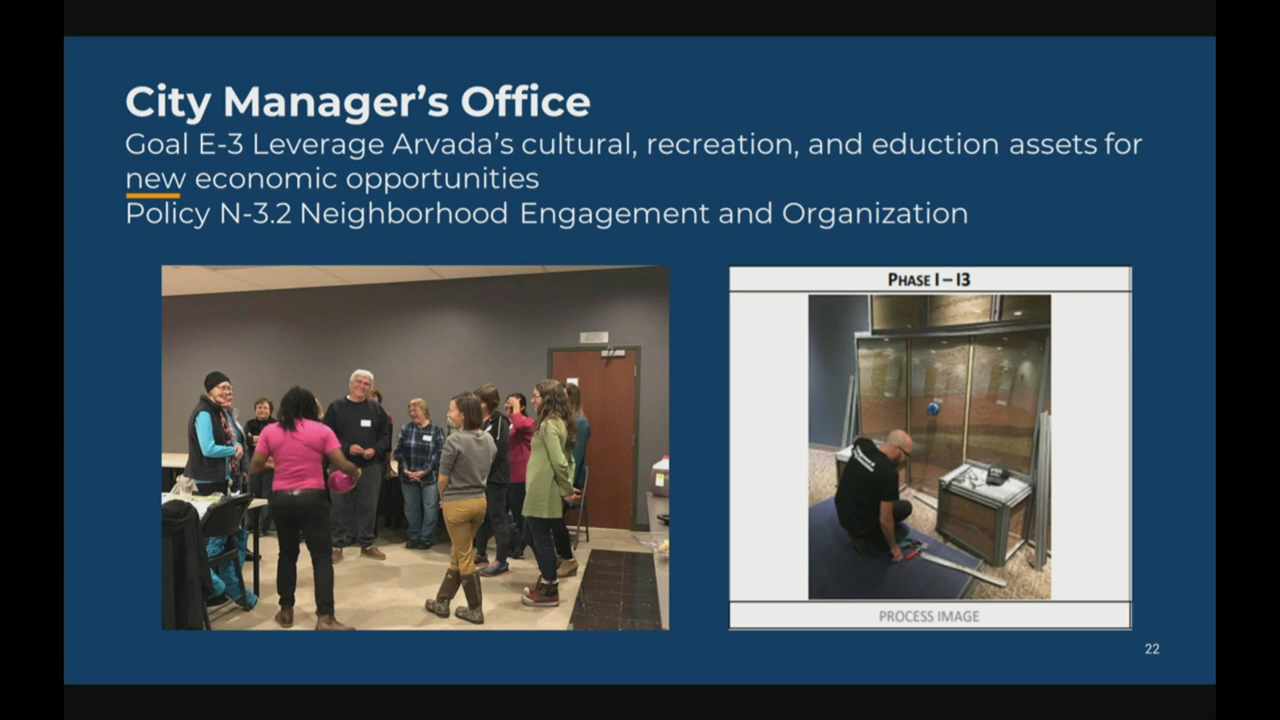 City Manager's Office
Goal E-3 Leverage Arvada's cultural, recreation, and eduction assets for
new economic opportunities
Policy N-3.2 Neighborhood Engagement and Organization
PHASE I – I3
PROCESS IMAGE
22